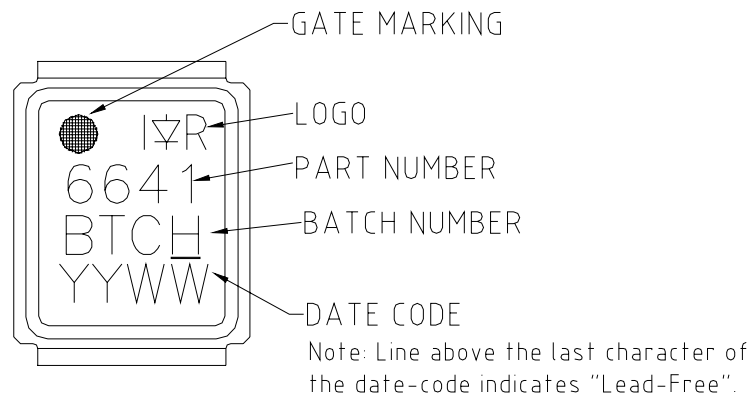 GATE MARKING
I R
LOGO
6641
PART NUMBER
BTCH
BATCH NUMBER
YYWW
DATE CODE
Note: Line above the last character of
the date-code indicates "Lead-Free".